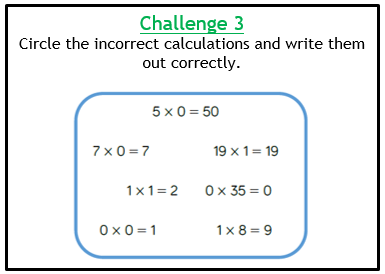 Challenge 3
Circle the incorrect calculations and write them
out correctly.
5 × 0 = 50
7 × 0 = 7 19 × 1 = 19
1 × 1 = 2 0 × 35 = 0
0 × 0 = 1 1 × 8 = 9